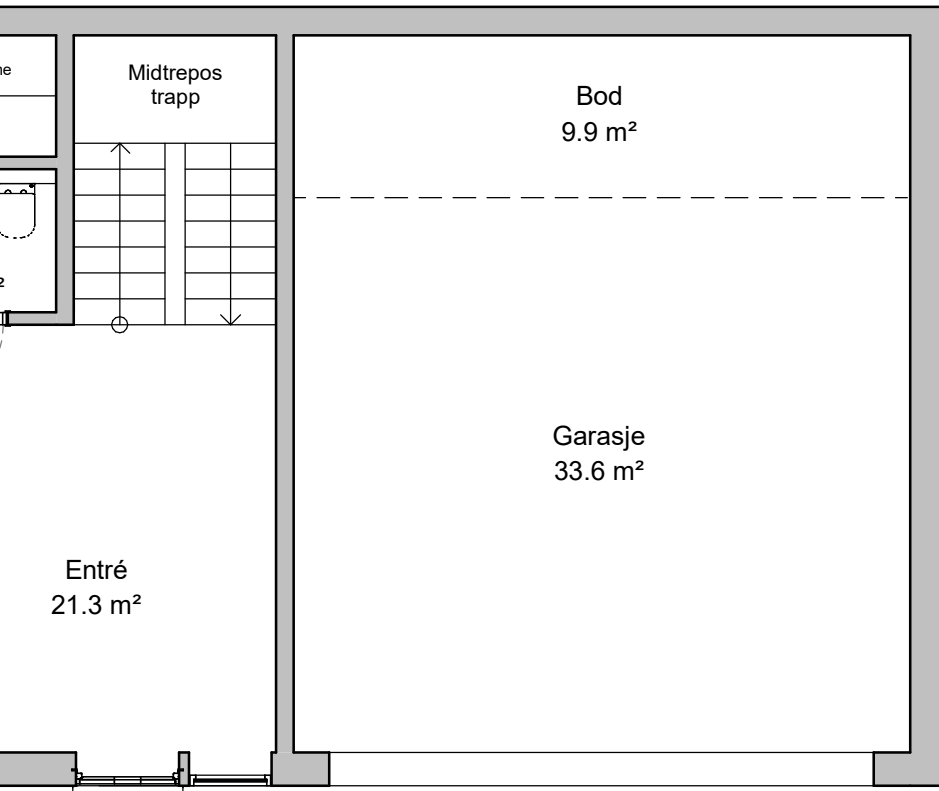 Midtrepos
trapp
Bod
9.9 m²
Garasje
33.6 m²
Entré
21.3 m²